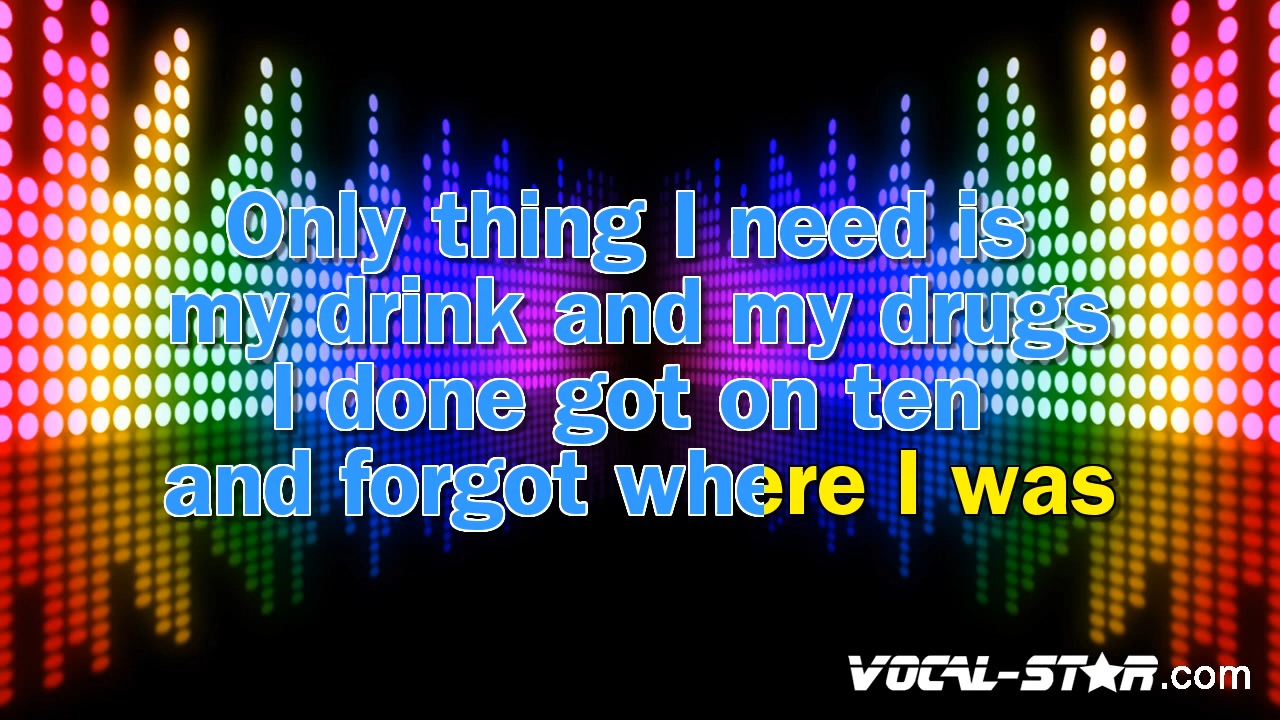 Only thing I need is
my drink and my drugs
I done got on ten
and forgot where I was
VOCAL-STAR.com